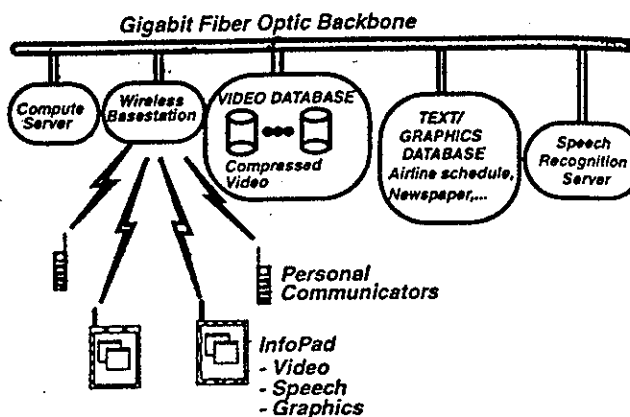 Gigabit Fiber Optic Backbone
Compute
Server
Wireless
Basestation
VIDEO DATABASE
Compressed
Video
TEXT/
GRAPHICS
DATABASE
Airline schedule,
Newspaper,...
Speech
Recognition
Server
Personal
Communicators
InfoPad
- Video
- Speech
- Graphics